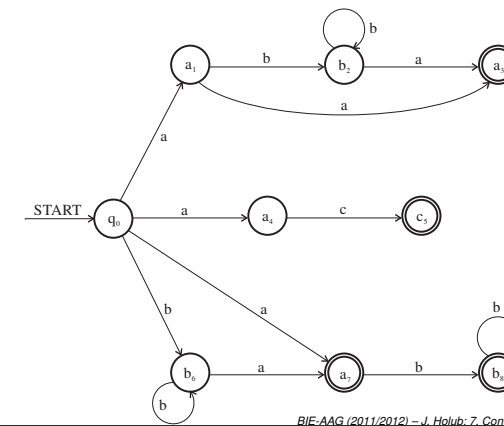 b
a₁ b b₂ a a₃
a
a
START q₀ a a₄ c c₅
b a b
b₆ a a₇ b b₈
b
BIE-AAG (2011/2012) – J. Holub: 7. Con